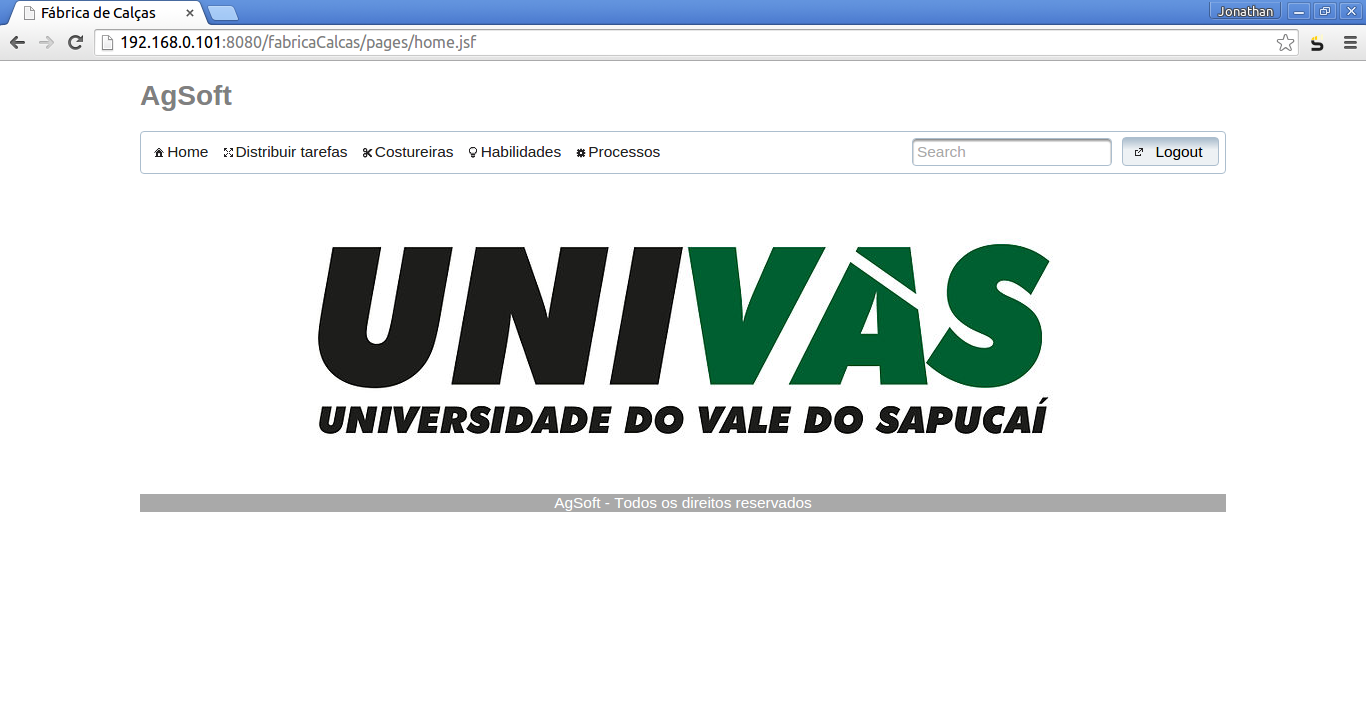 Fábrica de Calças
Jonathan
192.168.0.101:8080/fabricaCalcas/pages/home.jsf
AgSoft
Home Distribuir tarefas Costureiras Habilidades Processos Search Logout
UNIVÁS
UNIVERSIDADE DO VALE DO SAPUCAÍ
AgSoft - Todos os direitos reservados